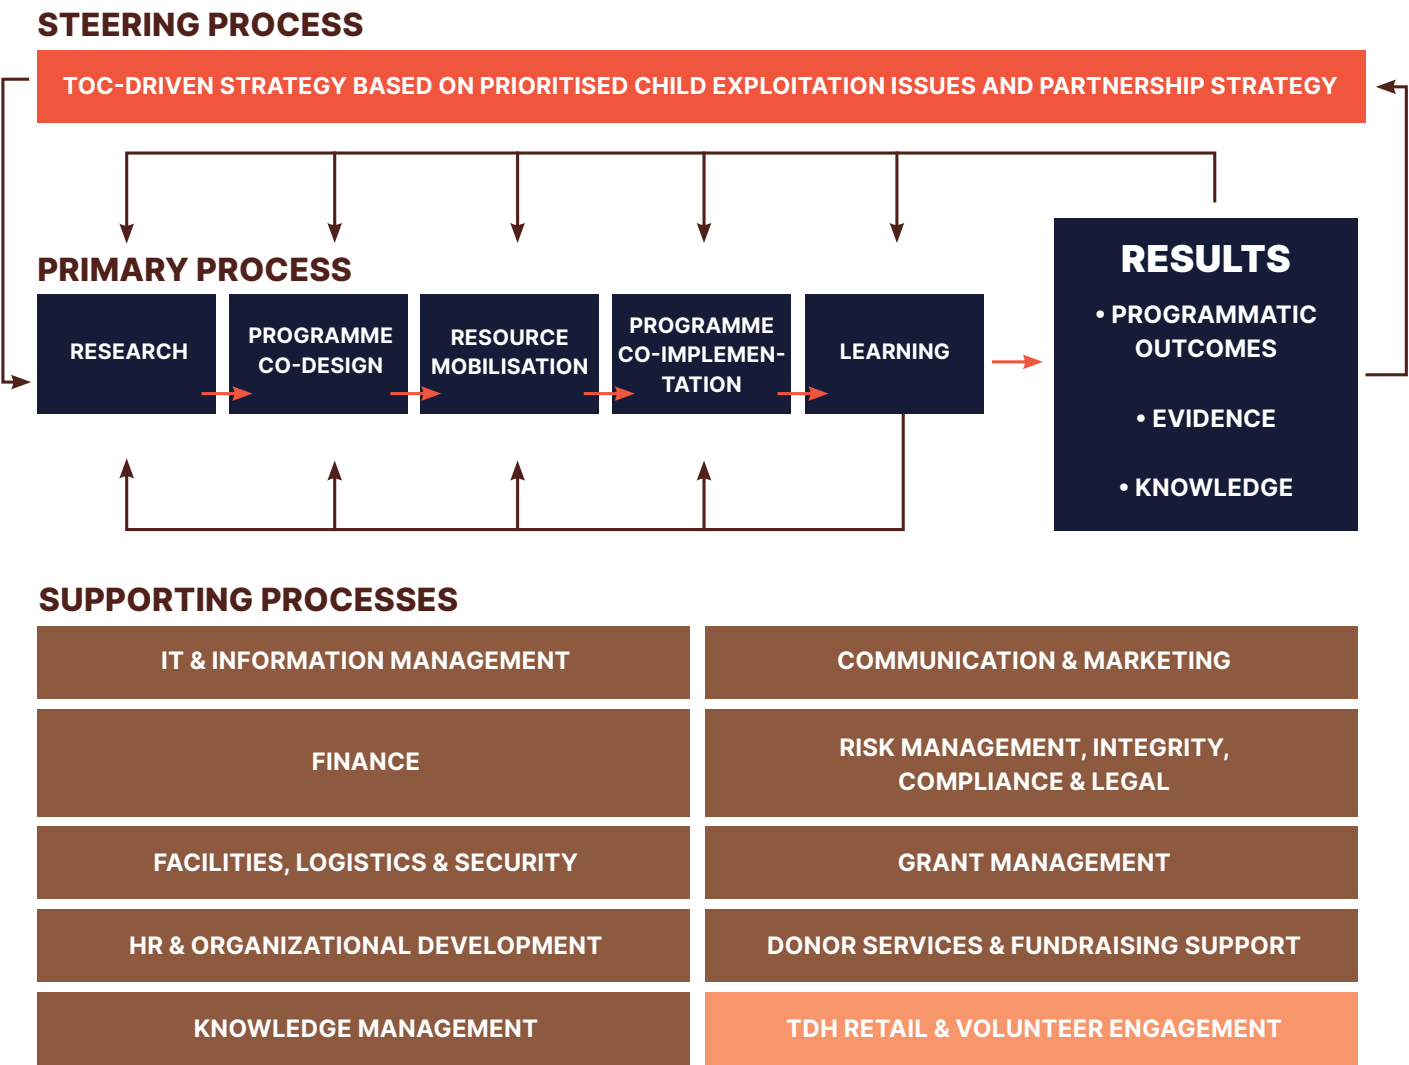 STEERING PROCESS
TOC-DRIVEN STRATEGY BASED ON PRIORITISED CHILD EXPLOITATION ISSUES AND PARTNERSHIP STRATEGY
PRIMARY PROCESS
RESEARCH
PROGRAMME
CO-DESIGN
RESOURCE
MOBILISATION
PROGRAMME
CO-IMPLEMEN-
TATION
LEARNING
RESULTS
• PROGRAMMATIC
OUTCOMES
• EVIDENCE
• KNOWLEDGE
SUPPORTING PROCESSES
IT & INFORMATION MANAGEMENT
COMMUNICATION & MARKETING
FINANCE
RISK MANAGEMENT, INTEGRITY,
COMPLIANCE & LEGAL
FACILITIES, LOGISTICS & SECURITY
GRANT MANAGEMENT
HR & ORGANIZATIONAL DEVELOPMENT
DONOR SERVICES & FUNDRAISING SUPPORT
KNOWLEDGE MANAGEMENT
TDH RETAIL & VOLUNTEER ENGAGEMENT